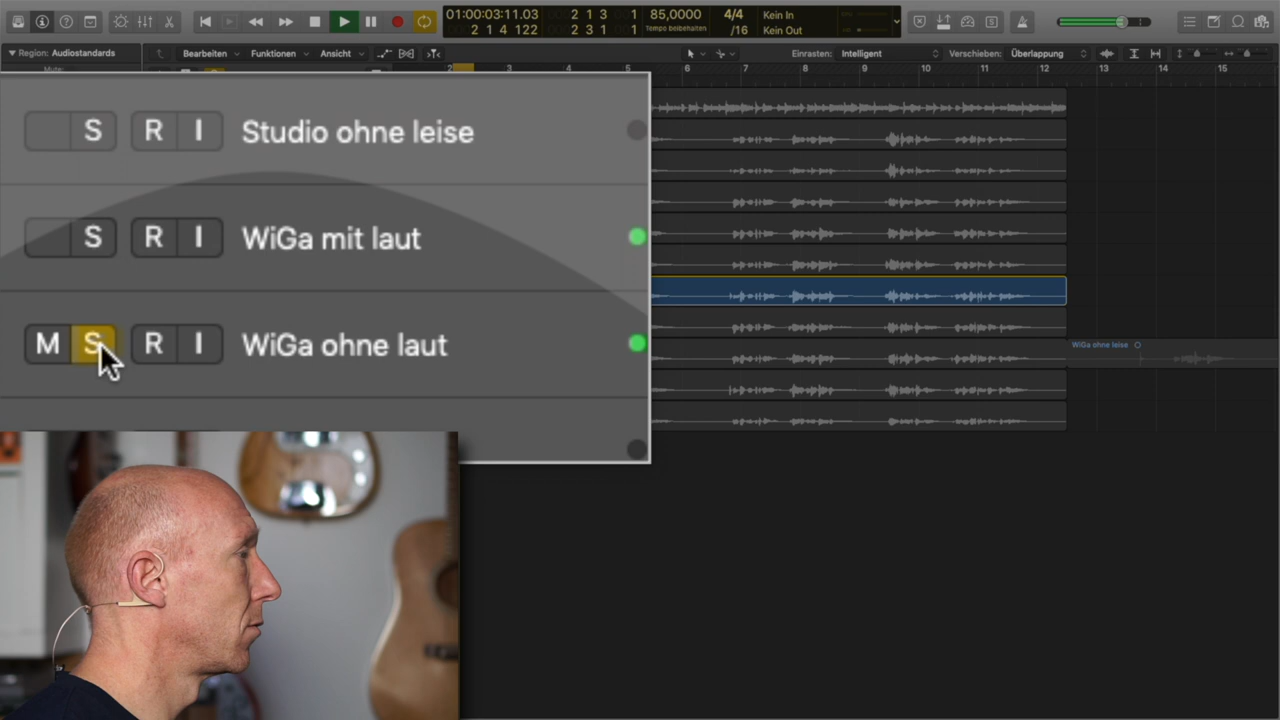 01:00:03:11.03
2 1 3 1
85,0000
4/4
Kein In
2 1 4 122
2 3 1 1
Tempo beibehalten
/16
Kein Out
Region: Audiostandards
Bearbeiten
Funktionen
Ansicht
Einrasten: Intelligent
Verschieben: Überlappung
Mute:
2 3 4 5 6 7 8 9 10 11 12 13 14 15
S R I Studio ohne leise
S R I WiGa mit laut
M S R I WiGa ohne laut
WiGa ohne leise